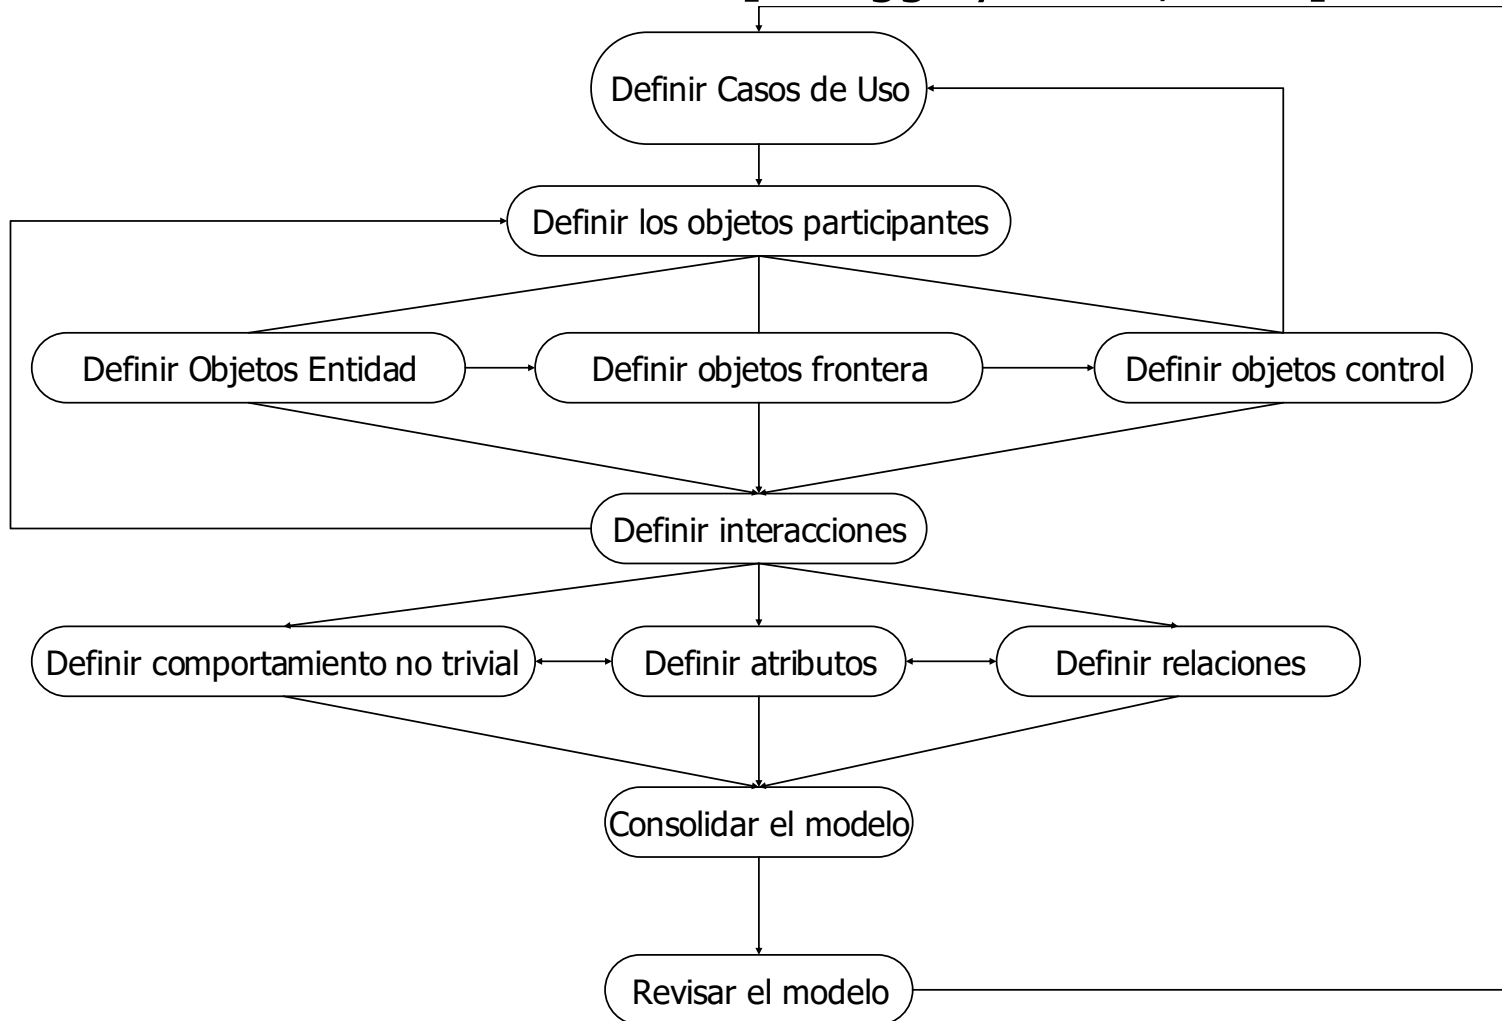 Definir Casos de Uso
Definir los objetos participantes
Definir Objetos Entidad
Definir objetos frontera
Definir objetos control
Definir interacciones
Definir comportamiento no trivial
Definir atributos
Definir relaciones
Consolidar el modelo
Revisar el modelo